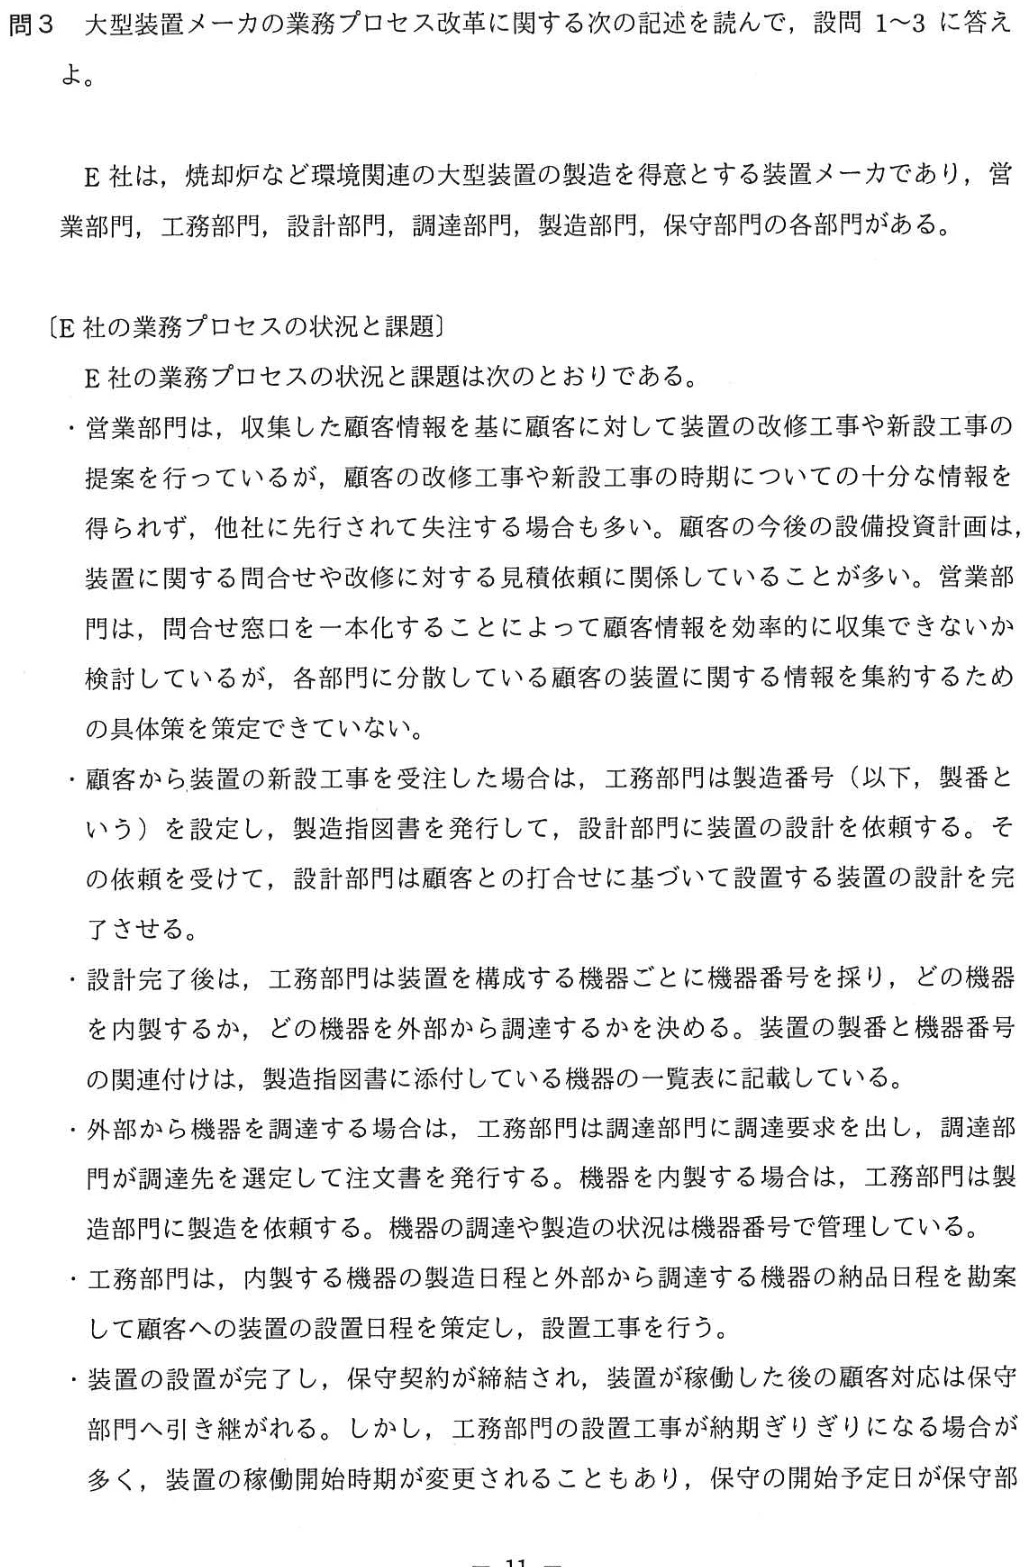 問3　大型装置メーカの業務プロセス改革に関する次の記述を読んで，設問 1～3 に答え
よ。
E 社は，焼却炉など環境関連の大型装置の製造を得意とする装置メーカであり，営
業部門，工務部門，設計部門，調達部門，製造部門，保守部門の各部門がある。
〔E 社の業務プロセスの状況と課題〕
E 社の業務プロセスの状況と課題は次のとおりである。
・営業部門は，収集した顧客情報を基に顧客に対して装置の改修工事や新設工事の
提案を行っているが，顧客の改修工事や新設工事の時期についての十分な情報を
得られず，他社に先行されて失注する場合も多い。顧客の今後の設備投資計画は，
装置に関する問合せや改修に対する見積依頼に関係していることが多い。営業部
門は，問合せ窓口を一本化することによって顧客情報を効率的に収集できないか
検討しているが，各部門に分散している顧客の装置に関する情報を集約するため
の具体策を策定できていない。
・顧客から装置の新設工事を受注した場合は，工務部門は製造番号（以下，製番と
いう）を設定し，製造指図書を発行して，設計部門に装置の設計を依頼する。そ
の依頼を受けて，設計部門は顧客との打合せに基づいて設置する装置の設計を完
了させる。
・設計完了後は，工務部門は装置を構成する機器ごとに機器番号を採り，どの機器
を内製するか，どの機器を外部から調達するかを決める。装置の製番と機器番号
の関連付けは，製造指図書に添付している機器の一覧表に記載している。
・外部から機器を調達する場合は，工務部門は調達部門に調達要求を出し，調達部
門が調達先を選定して注文書を発行する。機器を内製する場合は，工務部門は製
造部門に製造を依頼する。機器の調達や製造の状況は機器番号で管理している。
・工務部門は，内製する機器の製造日程と外部から調達する機器の納品日程を勘案
して顧客への装置の設置日程を策定し，設置工事を行う。
・装置の設置が完了し，保守契約が締結され，装置が稼働した後の顧客対応は保守
部門へ引き継がれる。しかし，工務部門の設置工事が納期ぎりぎりになる場合が
多く，装置の稼働開始時期が変更されることもあり，保守の開始予定日が保守部
― 11 ―